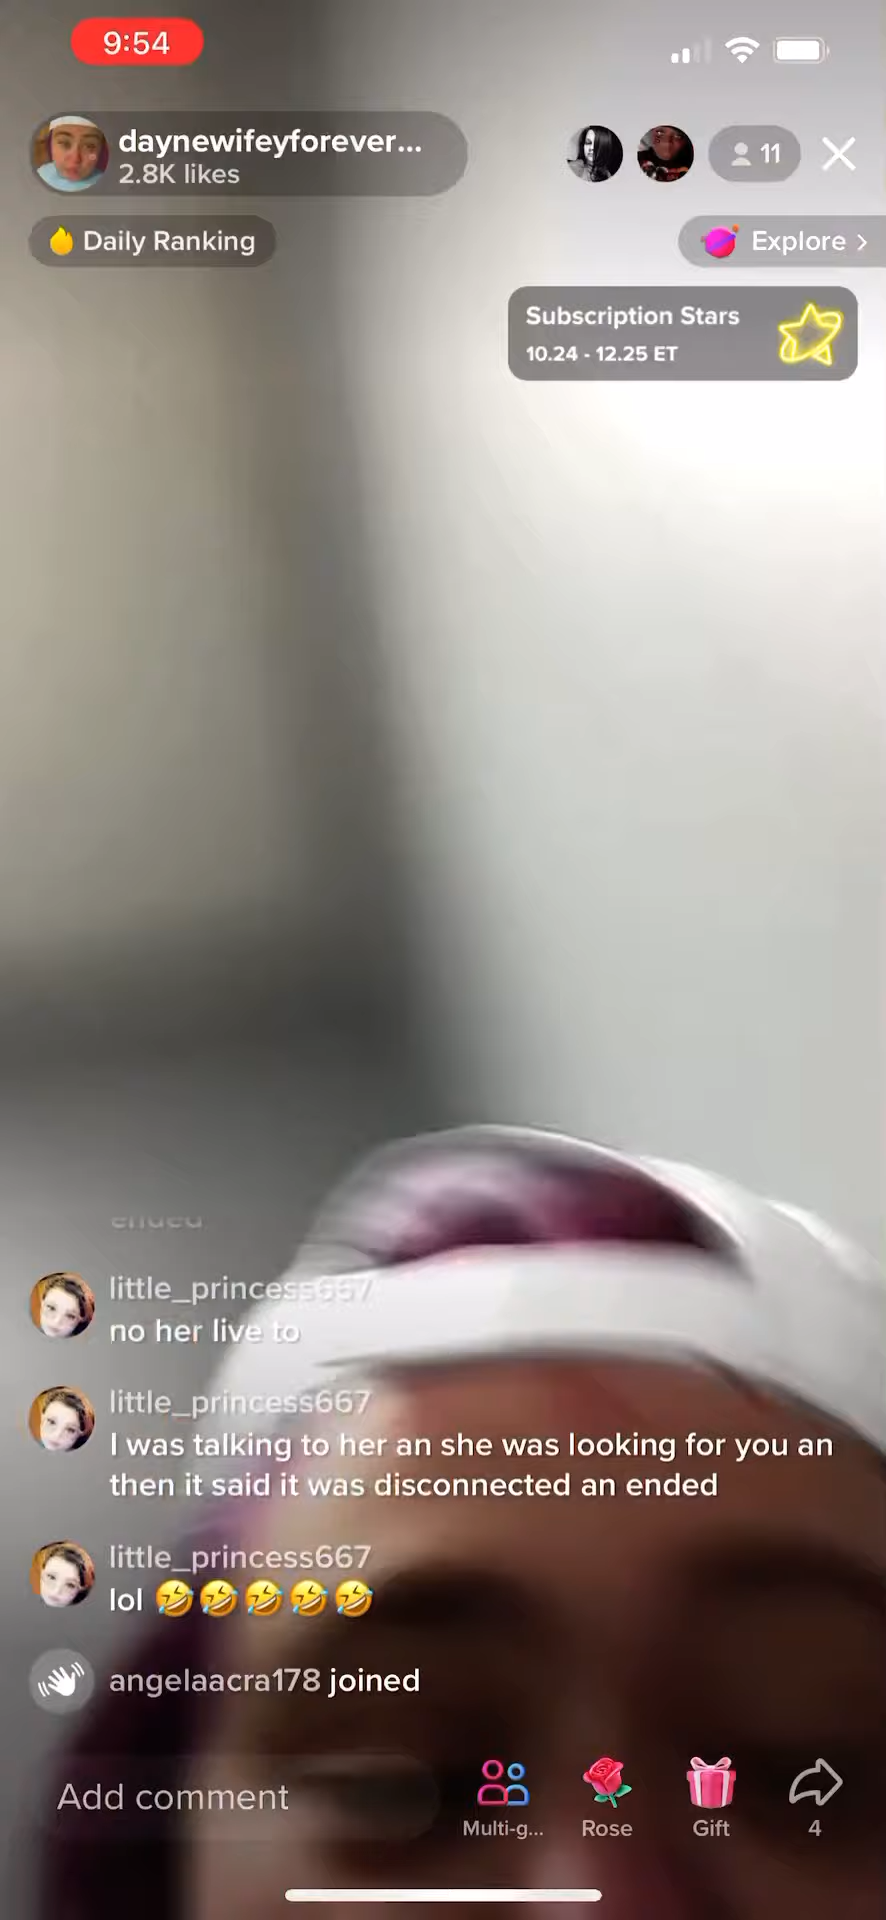 9:54
daynewifeyforever...
2.8K likes
11
Daily Ranking
Explore >
Subscription Stars
10.24 - 12.25 ET
ended
little_princess667
no her live to
little_princess667
I was talking to her an she was looking for you an
then it said it was disconnected an ended
little_princess667
lol 🤣🤣🤣🤣🤣
angelaacra178 joined
Add comment
Multi-g...
Rose
Gift
4